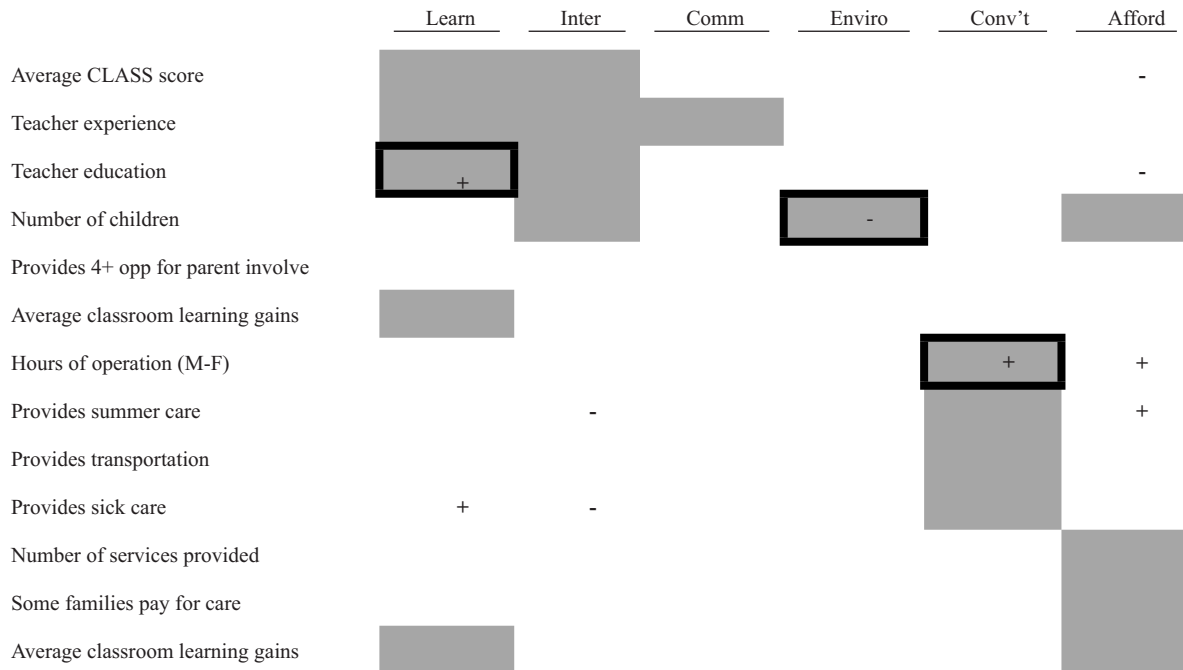 Learn Inter Comm Enviro Conv't Afford
Average CLASS score -
Teacher experience
Teacher education + -
Number of children -
Provides 4+ opp for parent involve
Average classroom learning gains
Hours of operation (M-F) + +
Provides summer care - +
Provides transportation
Provides sick care + -
Number of services provided
Some families pay for care
Average classroom learning gains